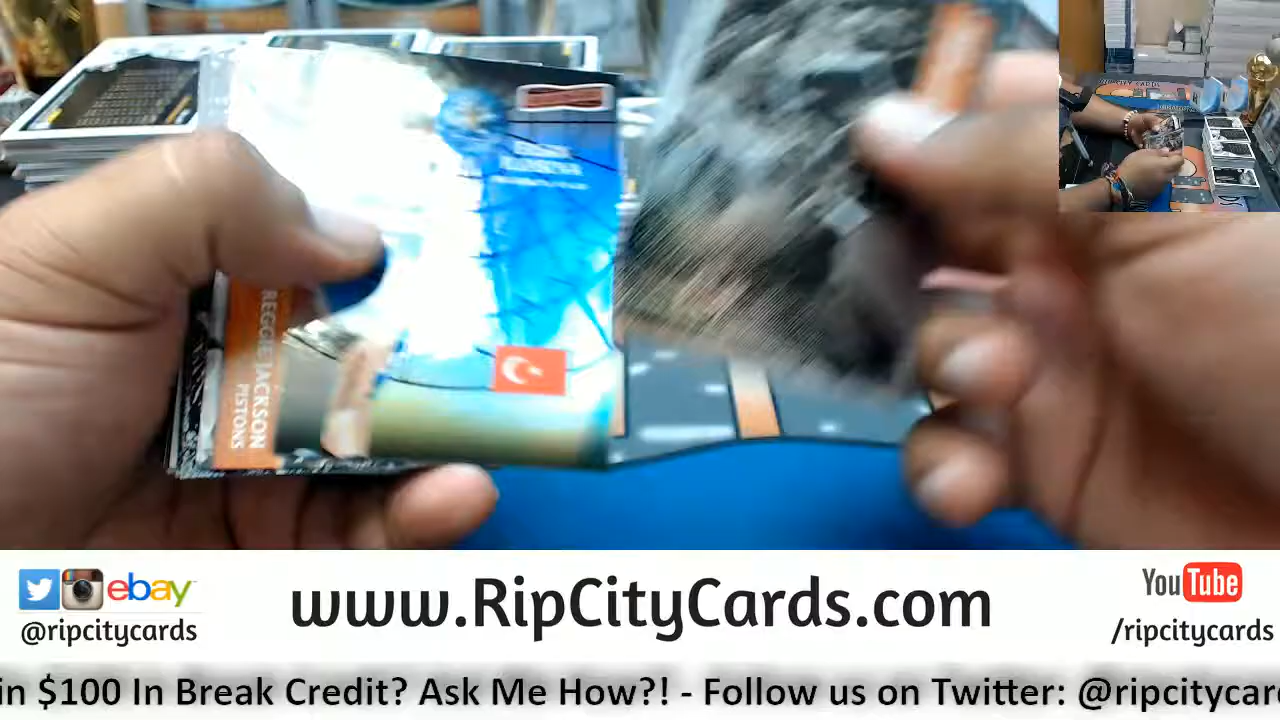 REGGIE JACKSON
PISTONS
ebay
@ripcitycards
www.RipCityCards.com
YouTube
/ripcitycards
in $100 In Break Credit? Ask Me How?! - Follow us on Twitter: @ripcitycar